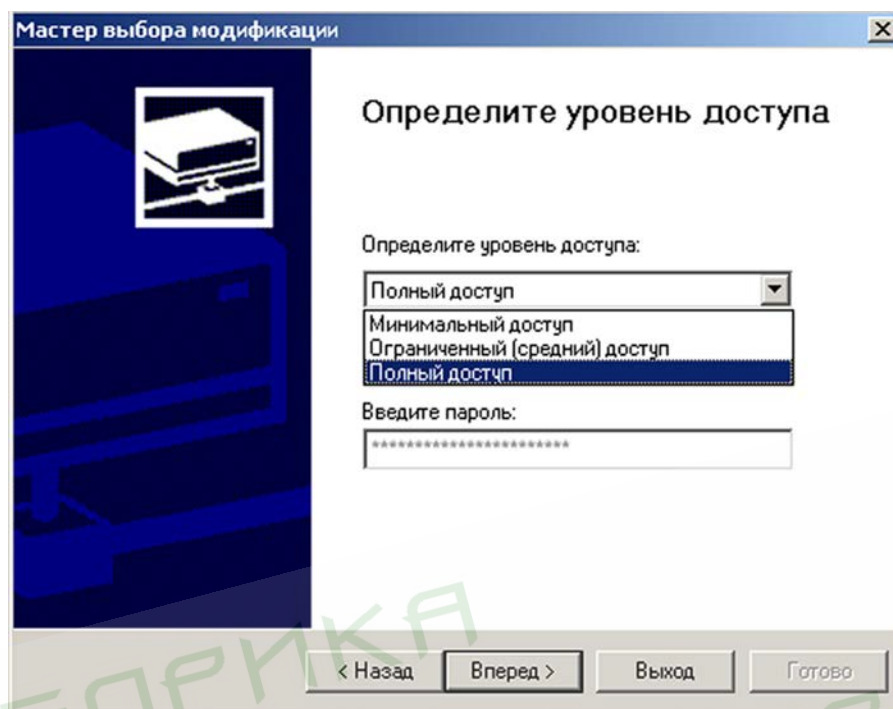 Мастер выбора модификации
Определите уровень доступа
Определите уровень доступа:
Полный доступ
Минимальный доступ
Ограниченный (средний) доступ
Полный доступ
Введите пароль:
***********************
< Назад
Вперед >
Выход
Готово